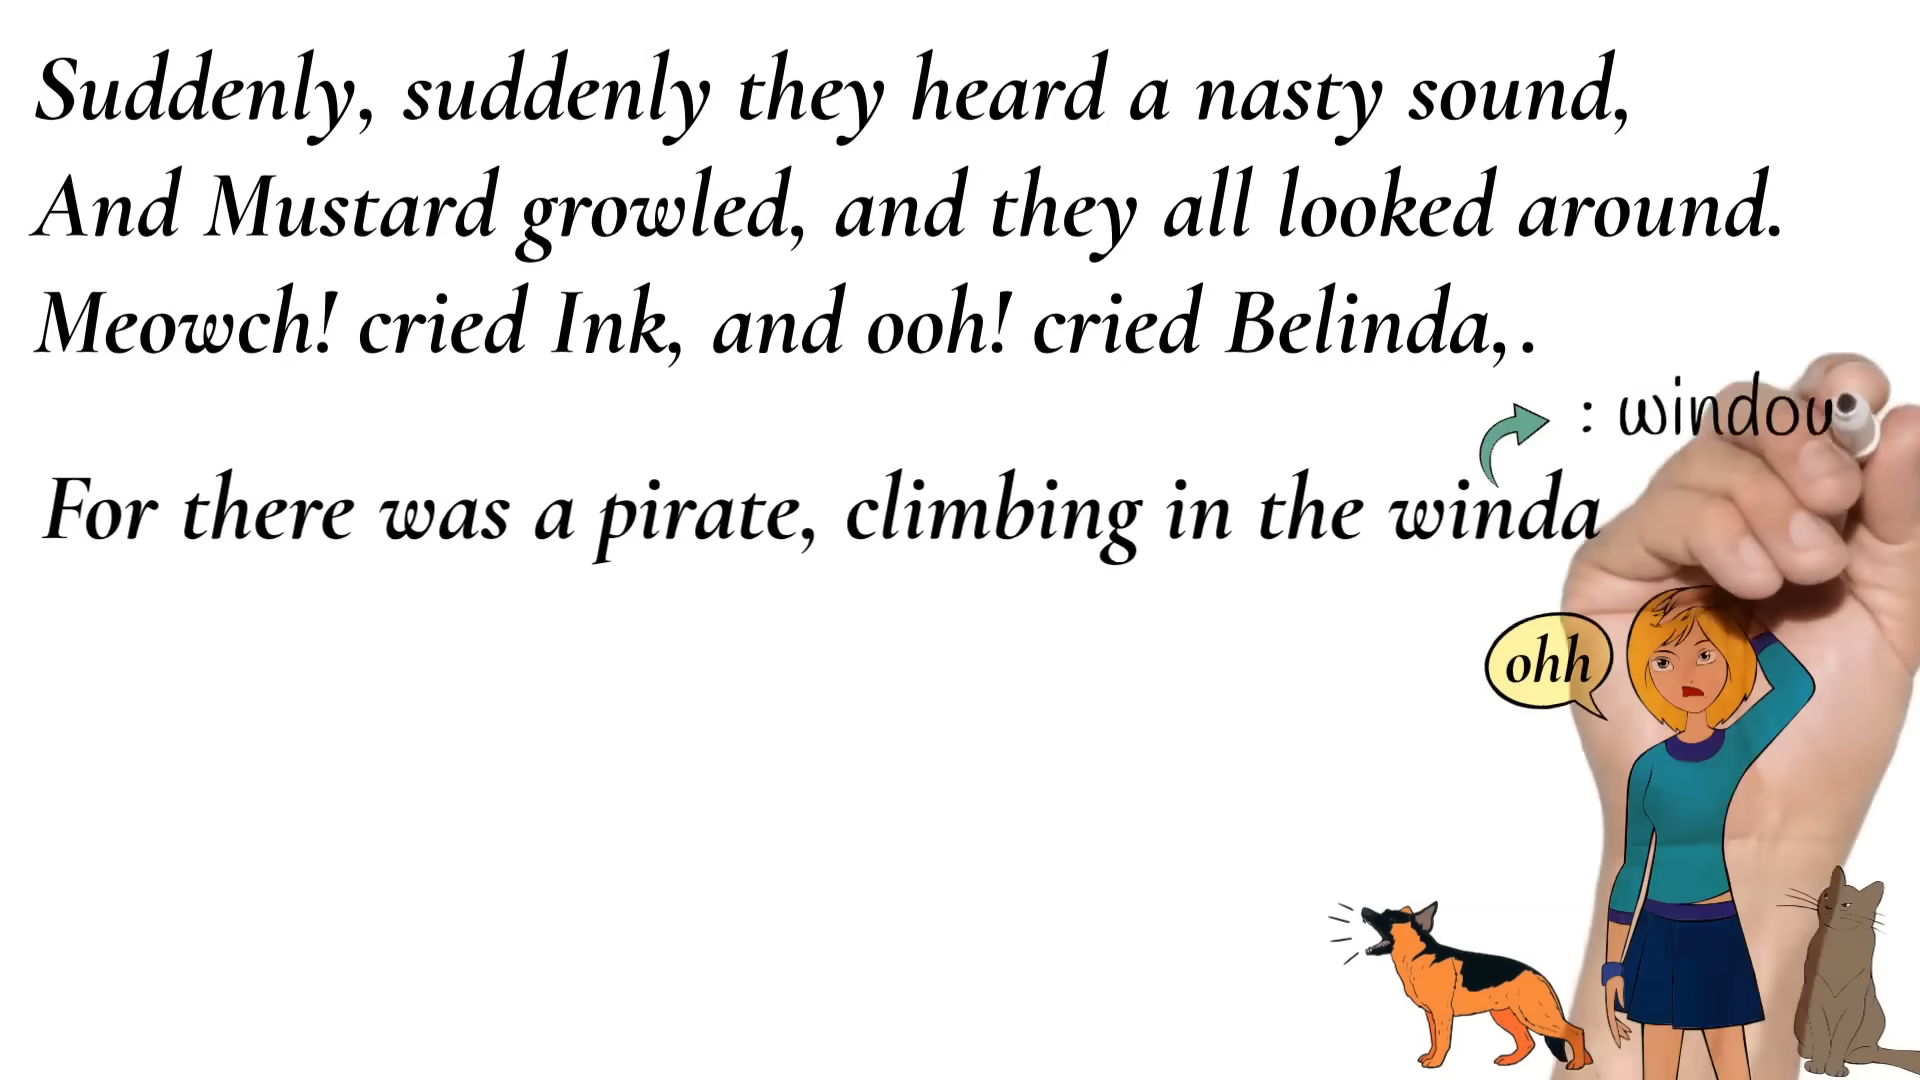 Suddenly, suddenly they heard a nasty sound,
And Mustard growled, and they all looked around.
Meowch! cried Ink, and ooh! cried Belinda, .
: windou
For there was a pirate, climbing in the winda
ohh